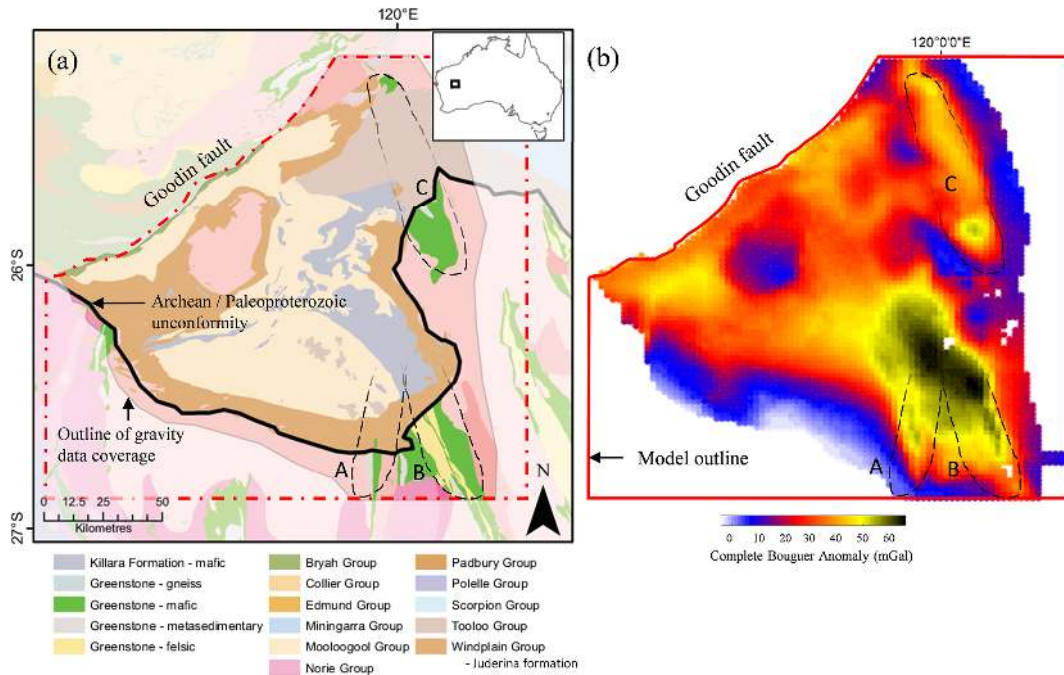 120°E
(a)
Goodin fault
C
26°S
Archean / Paleoproterozoic
unconformity
Outline of gravity
data coverage
A
B
N
0 12.5 25 50
Kilometres
27°S
Killara Formation - mafic
Greenstone - gneiss
Greenstone - mafic
Greenstone - metasedimentary
Greenstone - felsic
Bryah Group
Collier Group
Edmund Group
Miningarra Group
Mooloogool Group
Norie Group
Padbury Group
Polelle Group
Scorpion Group
Tooloo Group
Windplain Group
- Juderina formation
(b)
120°0'0"E
Goodin fault
C
Model outline
A
B
0 10 20 30 40 50 60
Complete Bouguer Anomaly (mGal)